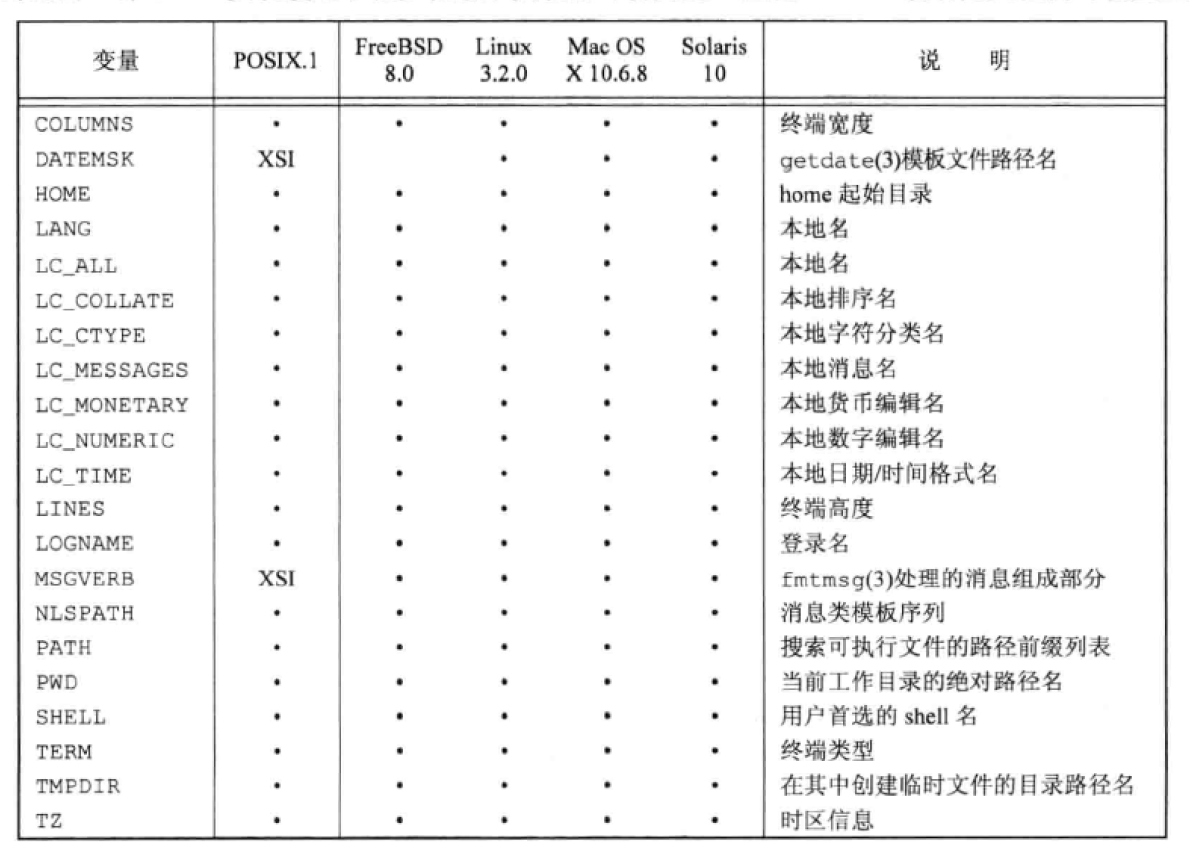 变量 POSIX.1 FreeBSD 8.0 Linux 3.2.0 Mac OS X 10.6.8 Solaris 10 说 明
COLUMNS • • • • • 终端宽度
DATEMSK XSI • • • getdate(3)模板文件路径名
HOME • • • • • home 起始目录
LANG • • • • • 本地名
LC_ALL • • • • • 本地名
LC_COLLATE • • • • • 本地排序名
LC_CTYPE • • • • • 本地字符分类名
LC_MESSAGES • • • • • 本地消息名
LC_MONETARY • • • • • 本地货币编辑名
LC_NUMERIC • • • • • 本地数字编辑名
LC_TIME • • • • • 本地日期/时间格式名
LINES • • • • • 终端高度
LOGNAME • • • • • 登录名
MSGVERB XSI • • • • fmtmsg(3)处理的消息组成部分
NLSPATH • • • • • 消息类模板序列
PATH • • • • • 搜索可执行文件的路径前缀列表
PWD • • • • • 当前工作目录的绝对路径名
SHELL • • • • • 用户首选的 shell 名
TERM • • • • • 终端类型
TMPDIR • • • • • 在其中创建临时文件的目录路径名
TZ • • • • • 时区信息